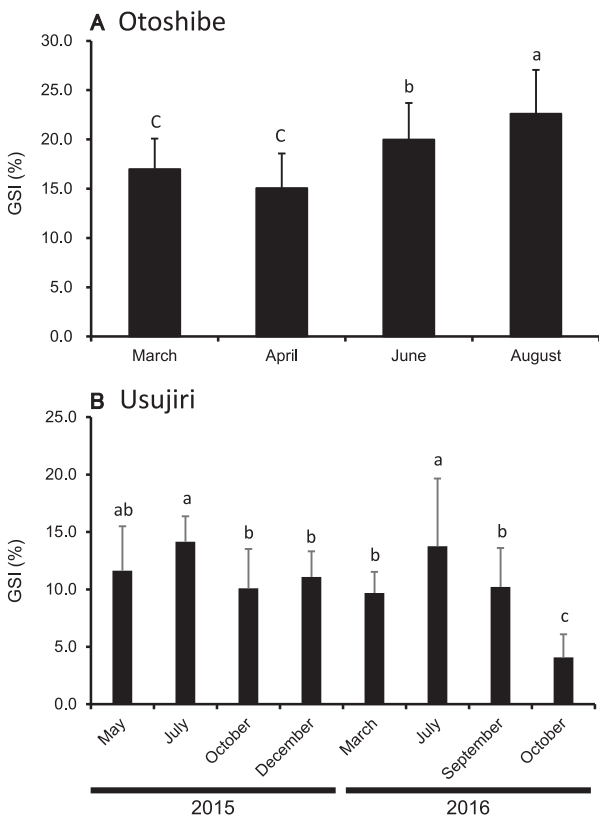 A Otoshibe
30.0
25.0
20.0
15.0
10.0
5.0
0.0
GSI (%)
C
C
b
a
March April June August
B Usujiri
25.0
20.0
15.0
10.0
5.0
0.0
GSI (%)
ab
a
b
b
b
a
b
c
May July October December March July September October
2015 2016